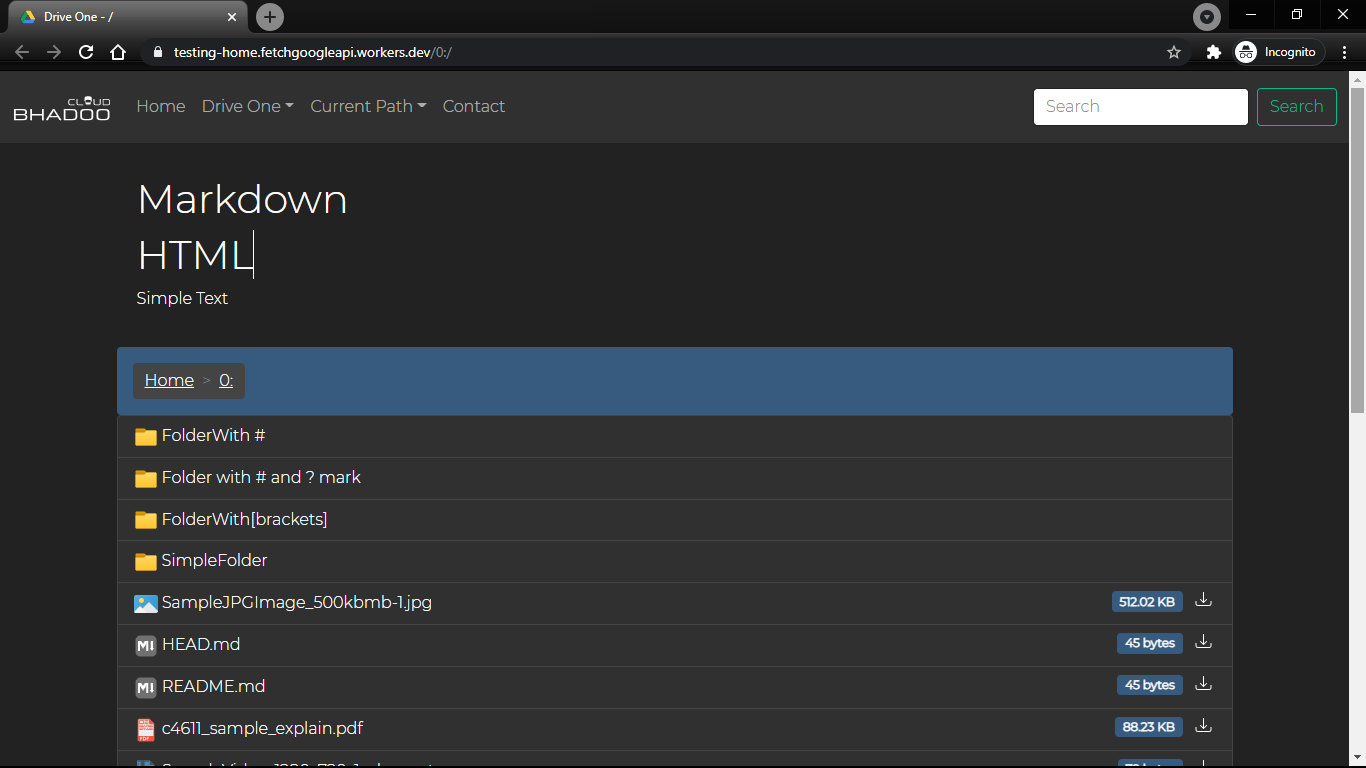 Drive One - /
testing-home.fetchgoogleapi.workers.dev/0:/
Incognito
CLOUD
BHADOO
Home Drive One Current Path Contact Search Search
Markdown
HTML
Simple Text
Home > 0:
FolderWith #
Folder with # and ? mark
FolderWith[brackets]
SimpleFolder
SampleJPGImage_500kbmb-1.jpg 512.02 KB
HEAD.md 45 bytes
README.md 45 bytes
c4611_sample_explain.pdf 88.23 KB